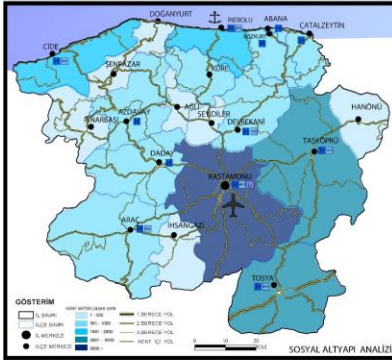 DOĞANYURT
İNEBOLU
ABANA
BOZKURT
ÇATALZEYTİN
CİDE
ŞENPAZAR
KÜRE
HANÖNÜ
AĞLI
PINARBAŞI
AZDAVAY
SEYDİLER
DEVREKANİ
TAŞKÖPRÜ
DADAY
KASTAMONU
ARAÇ
İHSANGAZİ
TOSYA
GÖSTERİM
İL SINIRI
İLÇE SINIRI
İL MERKEZİ
İLÇE MERKEZİ
1.DERECE YOL
2.DERECE YOL
3.DERECE YOL
KENT İÇİ YOL
SOSYAL ALTYAPI ANALİZİ